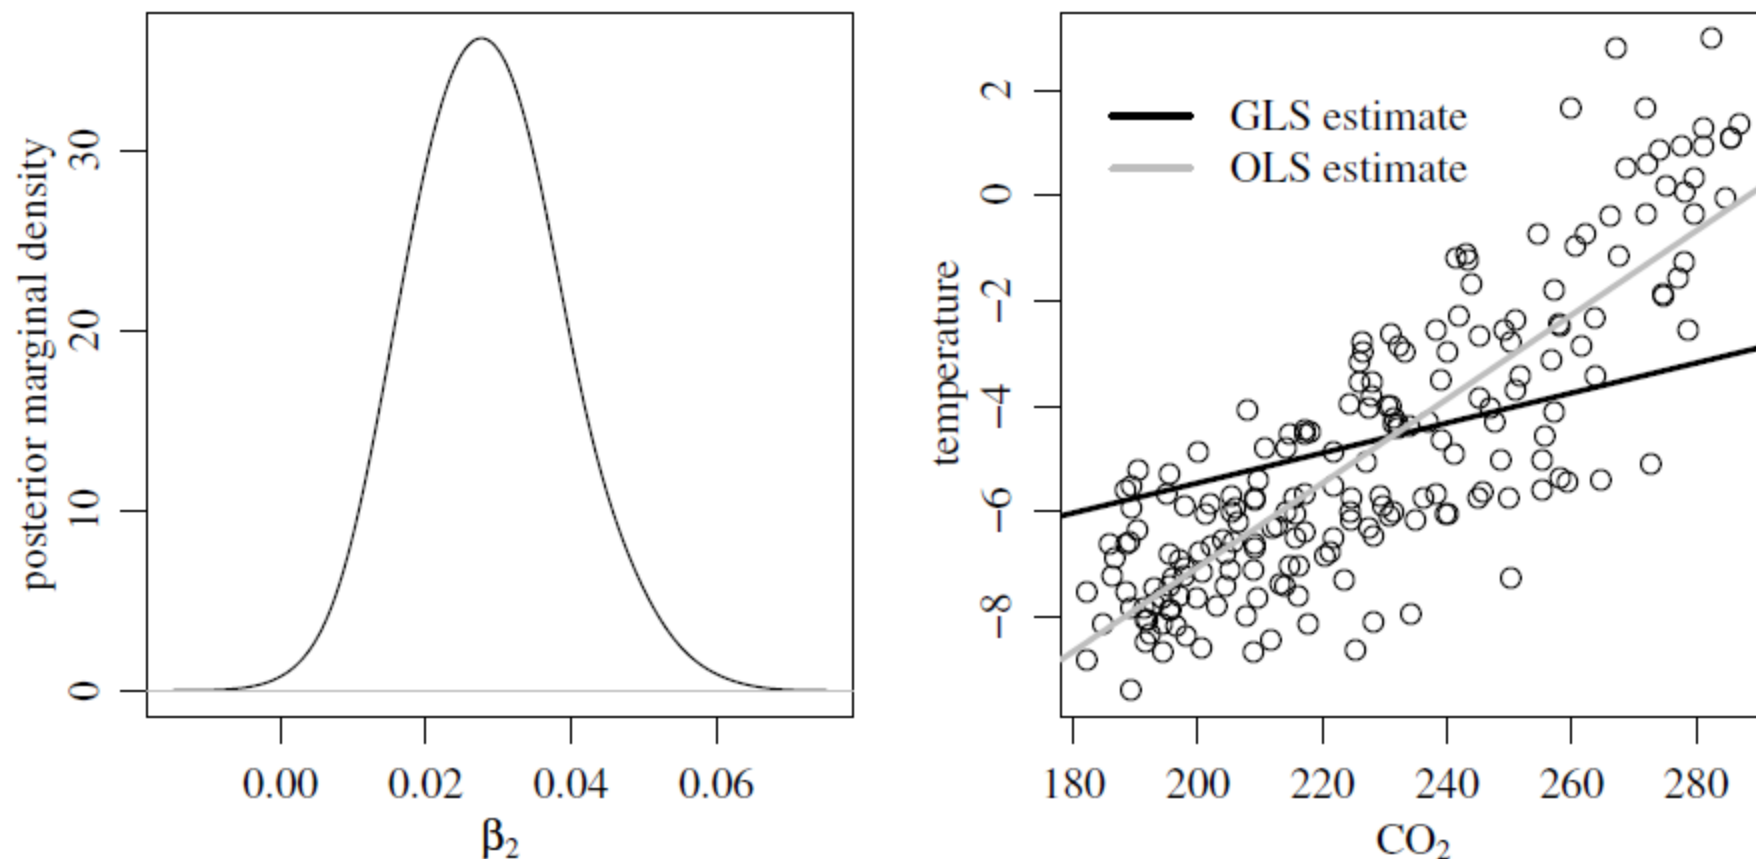 posterior marginal density
30
20
10
0
0.00 0.02 0.04 0.06
β₂
temperature
2
0
−2
−4
−6
−8
GLS estimate
OLS estimate
180 200 220 240 260 280
CO₂